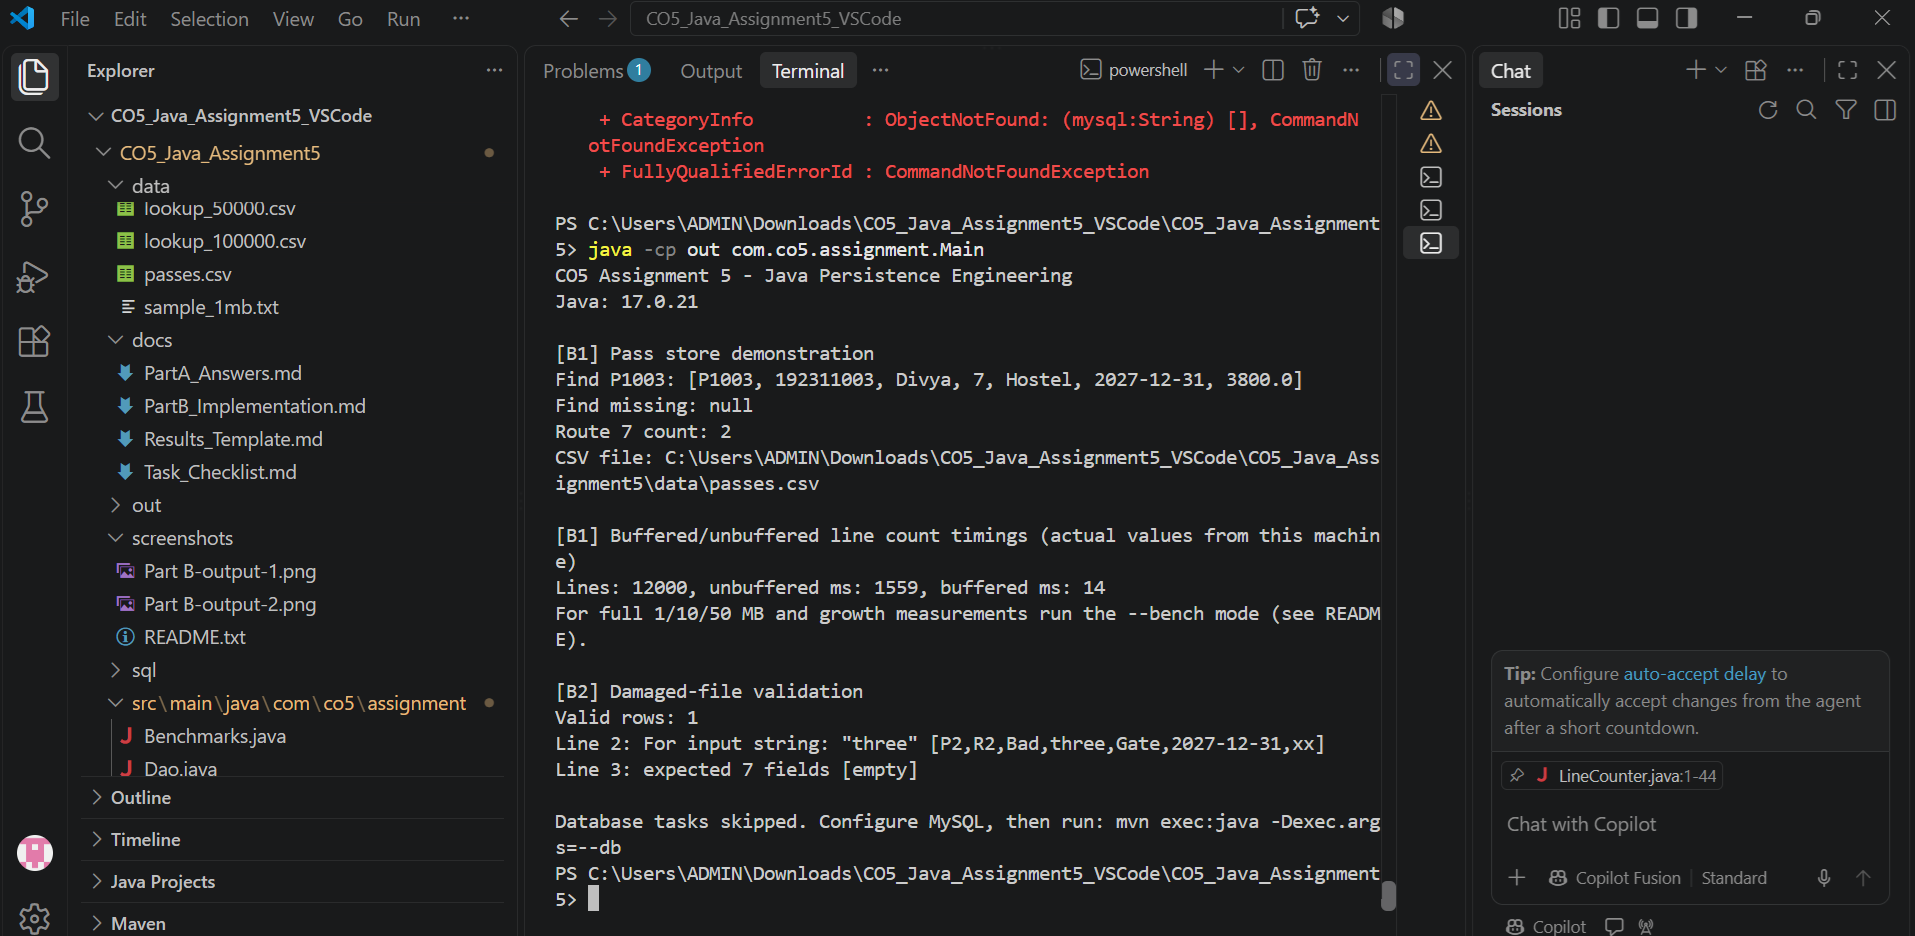 File Edit Selection View Go Run ···
CO5_Java_Assignment5_VSCode
Explorer
CO5_Java_Assignment5_VSCode
CO5_Java_Assignment5
data
lookup_50000.csv
lookup_100000.csv
passes.csv
sample_1mb.txt
docs
PartA_Answers.md
PartB_Implementation.md
Results_Template.md
Task_Checklist.md
out
screenshots
Part B-output-1.png
Part B-output-2.png
README.txt
sql
src\main\java\com\co5\assignment
Benchmarks.java
Dao.java
Outline
Timeline
Java Projects
Maven
Problems 1 Output Terminal ···
powershell
+ CategoryInfo          : ObjectNotFound: (mysql:String) [], CommandN
otFoundException
+ FullyQualifiedErrorId : CommandNotFoundException
PS C:\Users\ADMIN\Downloads\CO5_Java_Assignment5_VSCode\CO5_Java_Assignment
5> java -cp out com.co5.assignment.Main
CO5 Assignment 5 - Java Persistence Engineering
Java: 17.0.21
[B1] Pass store demonstration
Find P1003: [P1003, 192311003, Divya, 7, Hostel, 2027-12-31, 3800.0]
Find missing: null
Route 7 count: 2
CSV file: C:\Users\ADMIN\Downloads\CO5_Java_Assignment5_VSCode\CO5_Java_Ass
ignment5\data\passes.csv
[B1] Buffered/unbuffered line count timings (actual values from this machin
e)
Lines: 12000, unbuffered ms: 1559, buffered ms: 14
For full 1/10/50 MB and growth measurements run the --bench mode (see READM
E).
[B2] Damaged-file validation
Valid rows: 1
Line 2: For input string: "three" [P2,R2,Bad,three,Gate,2027-12-31,xx]
Line 3: expected 7 fields [empty]
Database tasks skipped. Configure MySQL, then run: mvn exec:java -Dexec.arg
s=--db
PS C:\Users\ADMIN\Downloads\CO5_Java_Assignment5_VSCode\CO5_Java_Assignment
5>
Chat
Sessions
Tip: Configure auto-accept delay to
automatically accept changes from the agent
after a short countdown.
LineCounter.java:1-44
Chat with Copilot
Copilot Fusion Standard
Copilot